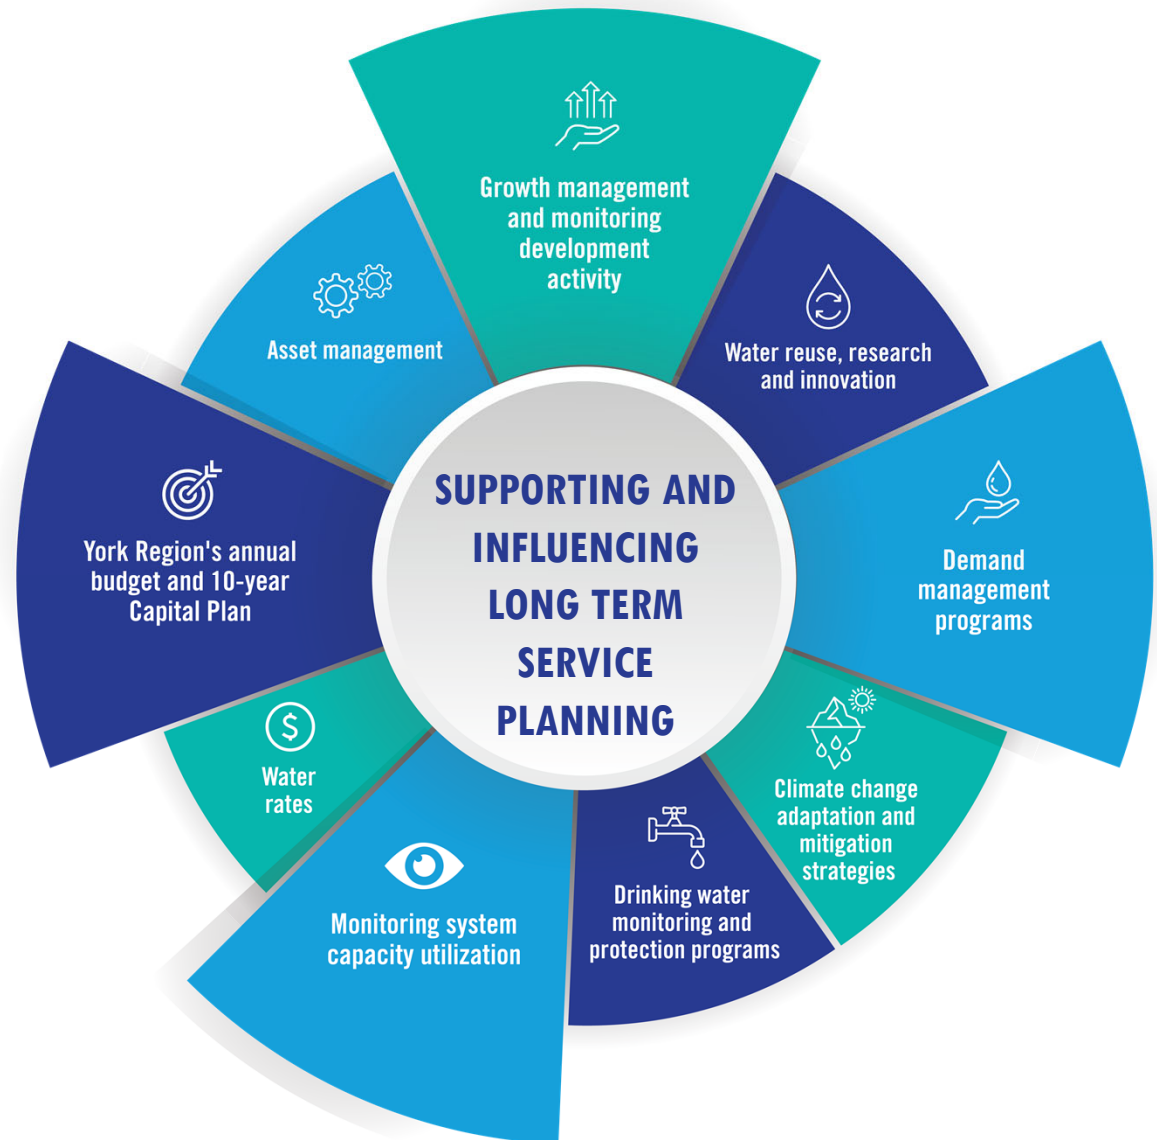 Growth management
and monitoring
development
activity
Water reuse, research
and innovation
Demand
management
programs
Climate change
adaptation and
mitigation
strategies
Drinking water
monitoring and
protection programs
Monitoring system
capacity utilization
$
Water
rates
York Region's annual
budget and 10-year
Capital Plan
Asset management
SUPPORTING AND
INFLUENCING
LONG TERM
SERVICE
PLANNING